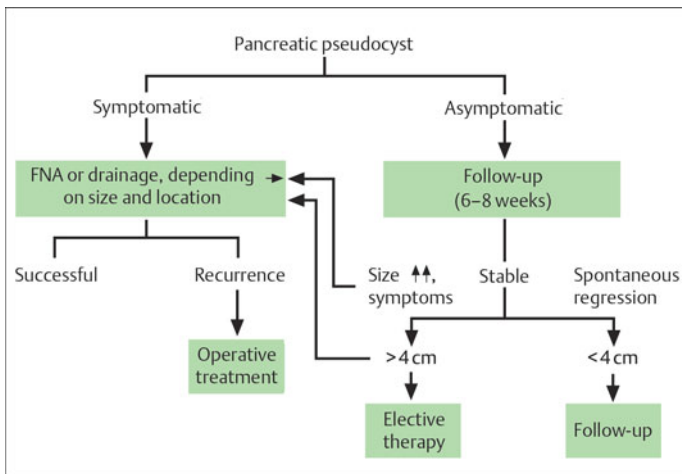 Pancreatic pseudocyst
Symptomatic
Asymptomatic
FNA or drainage, depending
on size and location
Follow-up
(6–8 weeks)
Successful
Recurrence
Size ↑↑,
symptoms
Stable
Spontaneous
regression
Operative
treatment
>4 cm
<4 cm
Elective
therapy
Follow-up